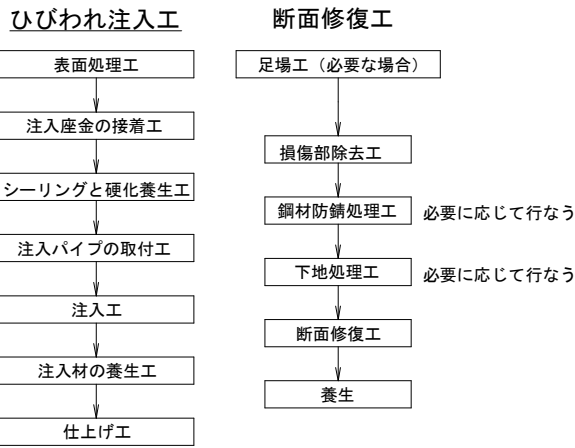 ひびわれ注入工
表面処理工
注入座金の接着工
シーリングと硬化養生工
注入パイプの取付工
注入工
注入材の養生工
仕上げ工
断面修復工
足場工（必要な場合）
損傷部除去工
鋼材防錆処理工 必要に応じて行なう
下地処理工 必要に応じて行なう
断面修復工
養生